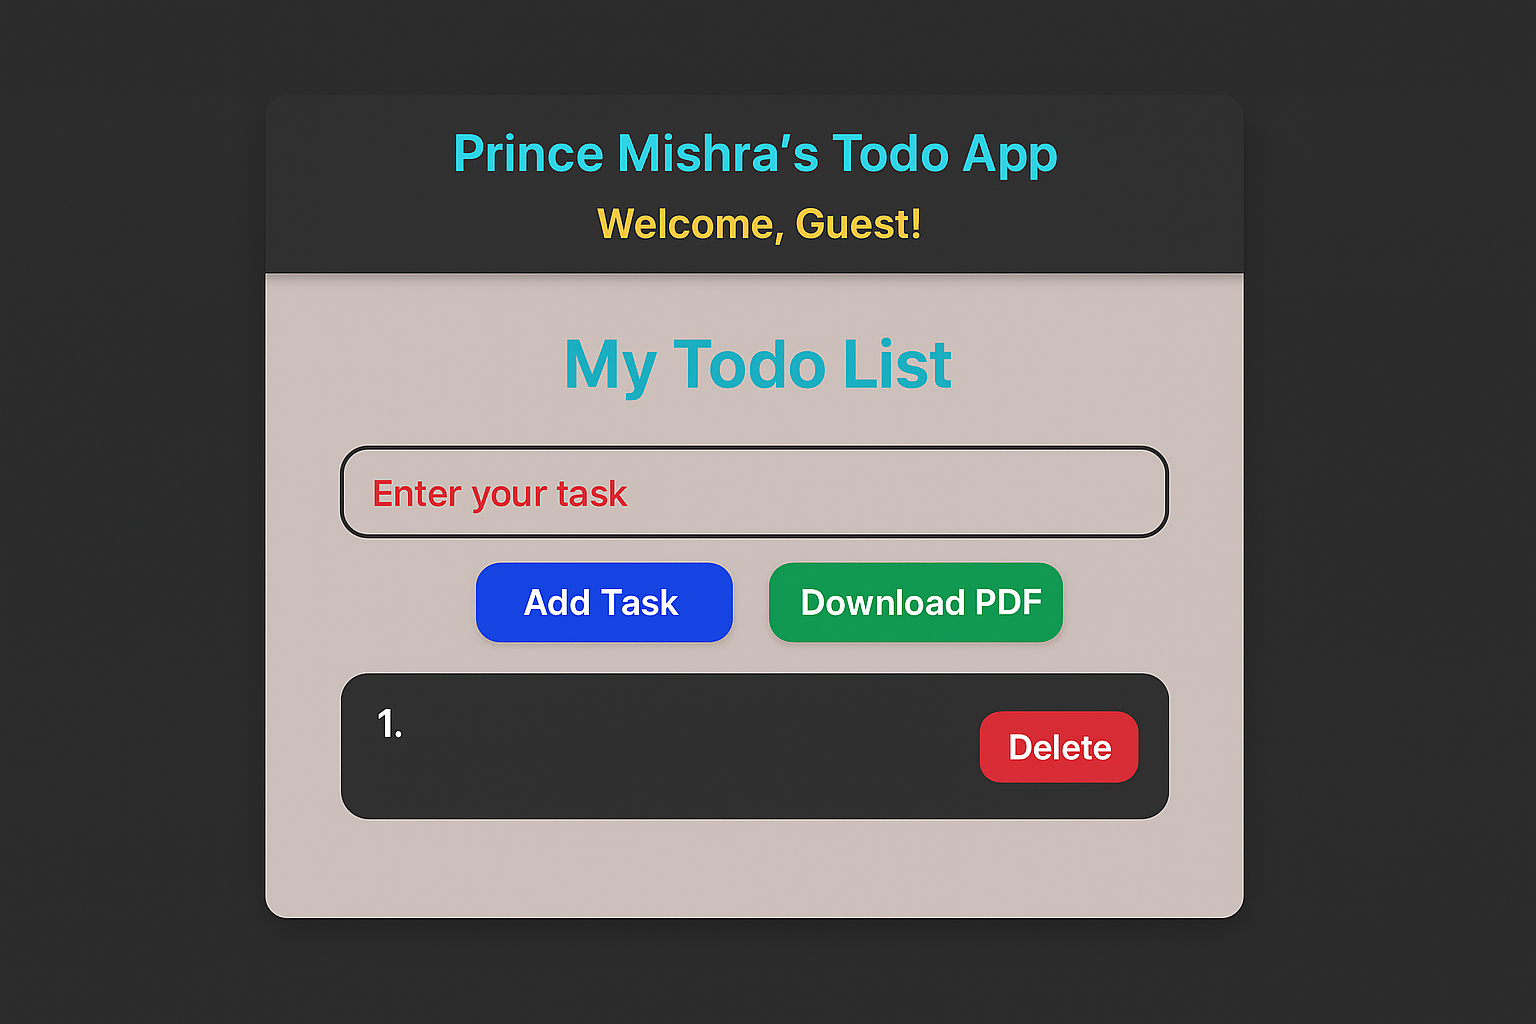 Prince Mishra’s Todo App
Welcome, Guest!
My Todo List
Enter your task
Add Task
Download PDF
1.
Delete